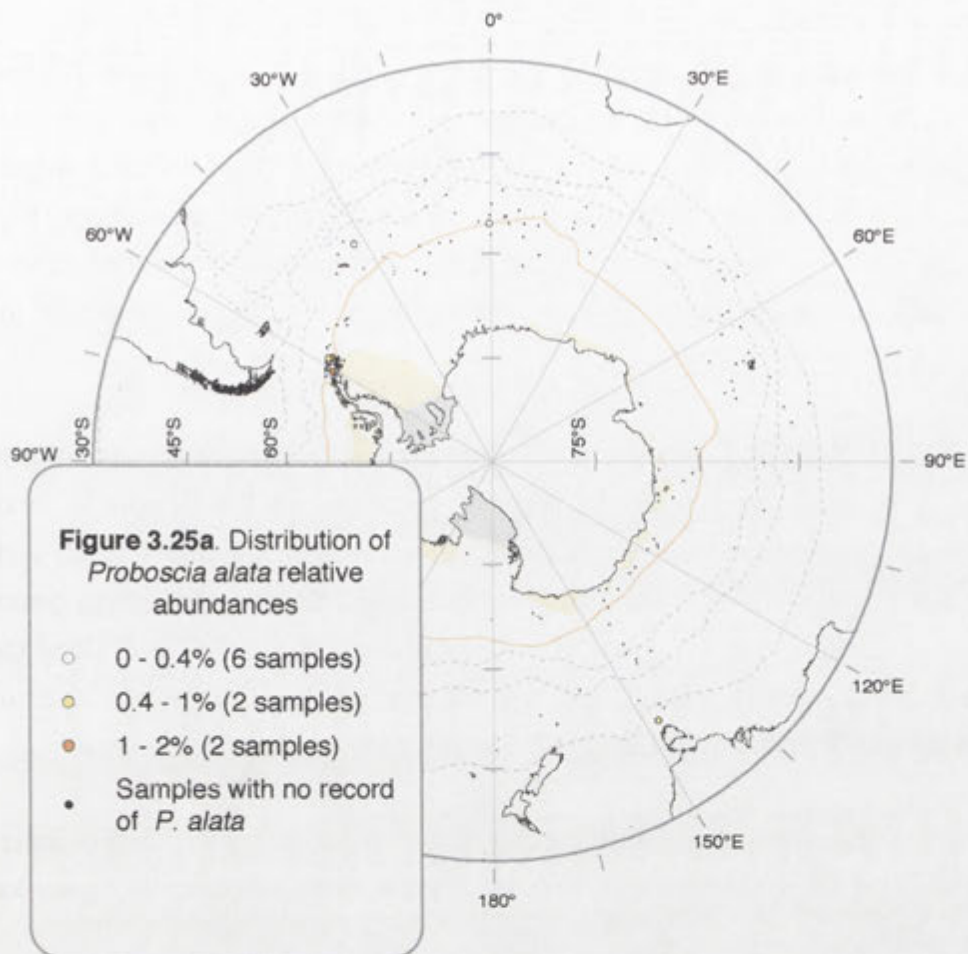 0°
30°W
30°E
60°W
60°E
90°W
30°S
45°S
60°S
75°S
90°E
120°E
150°E
180°
Figure 3.25a. Distribution of
Proboscia alata relative
abundances
0 - 0.4% (6 samples)
0.4 - 1% (2 samples)
1 - 2% (2 samples)
Samples with no record
of P. alata